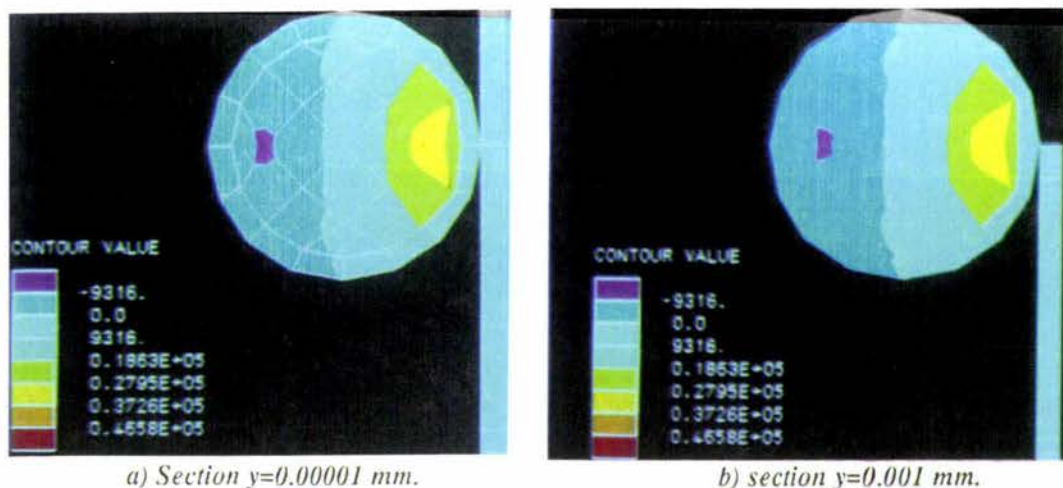 CONTOUR VALUE
-9316.
0.0
9316.
0.1863E+05
0.2795E+05
0.3726E+05
0.4658E+05
CONTOUR VALUE
-9316.
0.0
9316.
0.1863E+05
0.2795E+05
0.3726E+05
0.4658E+05
a) Section y=0.00001 mm.
b) section y=0.001 mm.